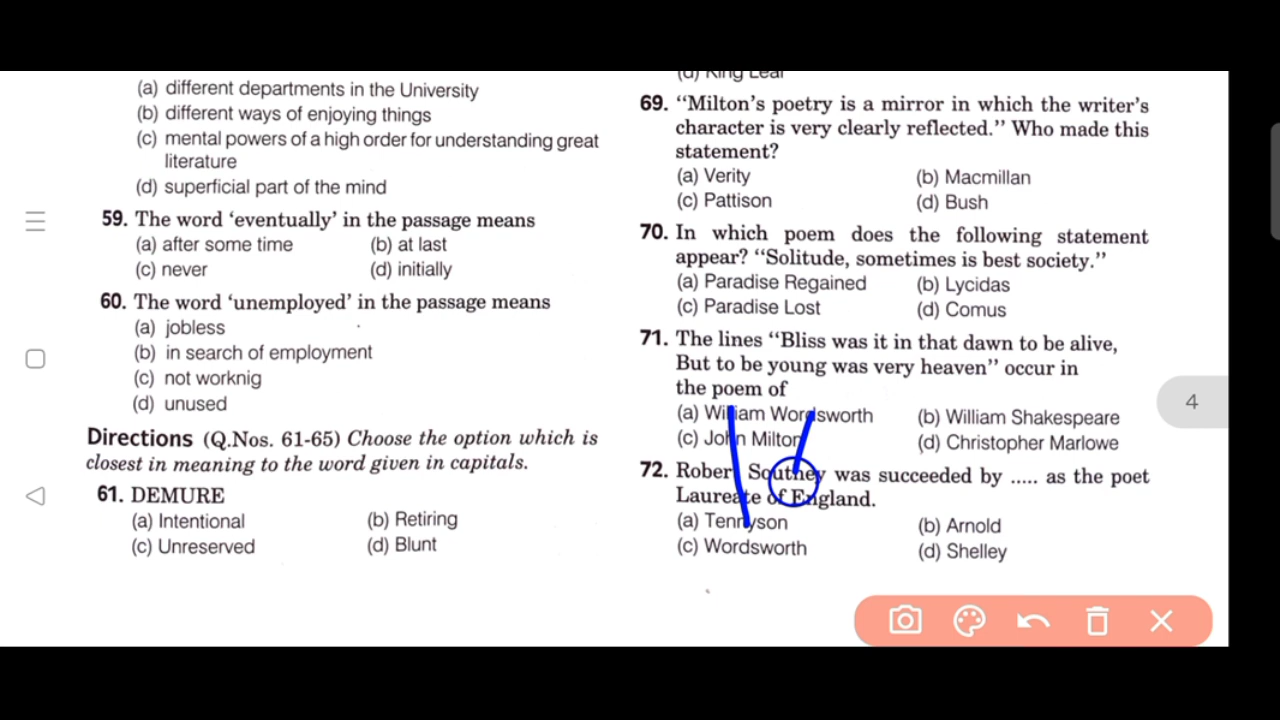 (a) different departments in the University
(b) different ways of enjoying things
(c) mental powers of a high order for understanding great
literature
(d) superficial part of the mind
59. The word ‘eventually’ in the passage means
(a) after some time (b) at last
(c) never (d) initially
60. The word ‘unemployed’ in the passage means
(a) jobless
(b) in search of employment
(c) not worknig
(d) unused
Directions (Q.Nos. 61-65) Choose the option which is
closest in meaning to the word given in capitals.
61. DEMURE
(a) Intentional (b) Retiring
(c) Unreserved (d) Blunt
(d) King Lear
69. “Milton’s poetry is a mirror in which the writer’s
character is very clearly reflected.” Who made this
statement?
(a) Verity (b) Macmillan
(c) Pattison (d) Bush
70. In which poem does the following statement
appear? “Solitude, sometimes is best society.”
(a) Paradise Regained (b) Lycidas
(c) Paradise Lost (d) Comus
71. The lines “Bliss was it in that dawn to be alive,
But to be young was very heaven” occur in
the poem of
(a) William Wordsworth (b) William Shakespeare
(c) John Milton (d) Christopher Marlowe
72. Robert Southey was succeeded by ..... as the poet
Laureate of England.
(a) Tennyson (b) Arnold
(c) Wordsworth (d) Shelley
16
4